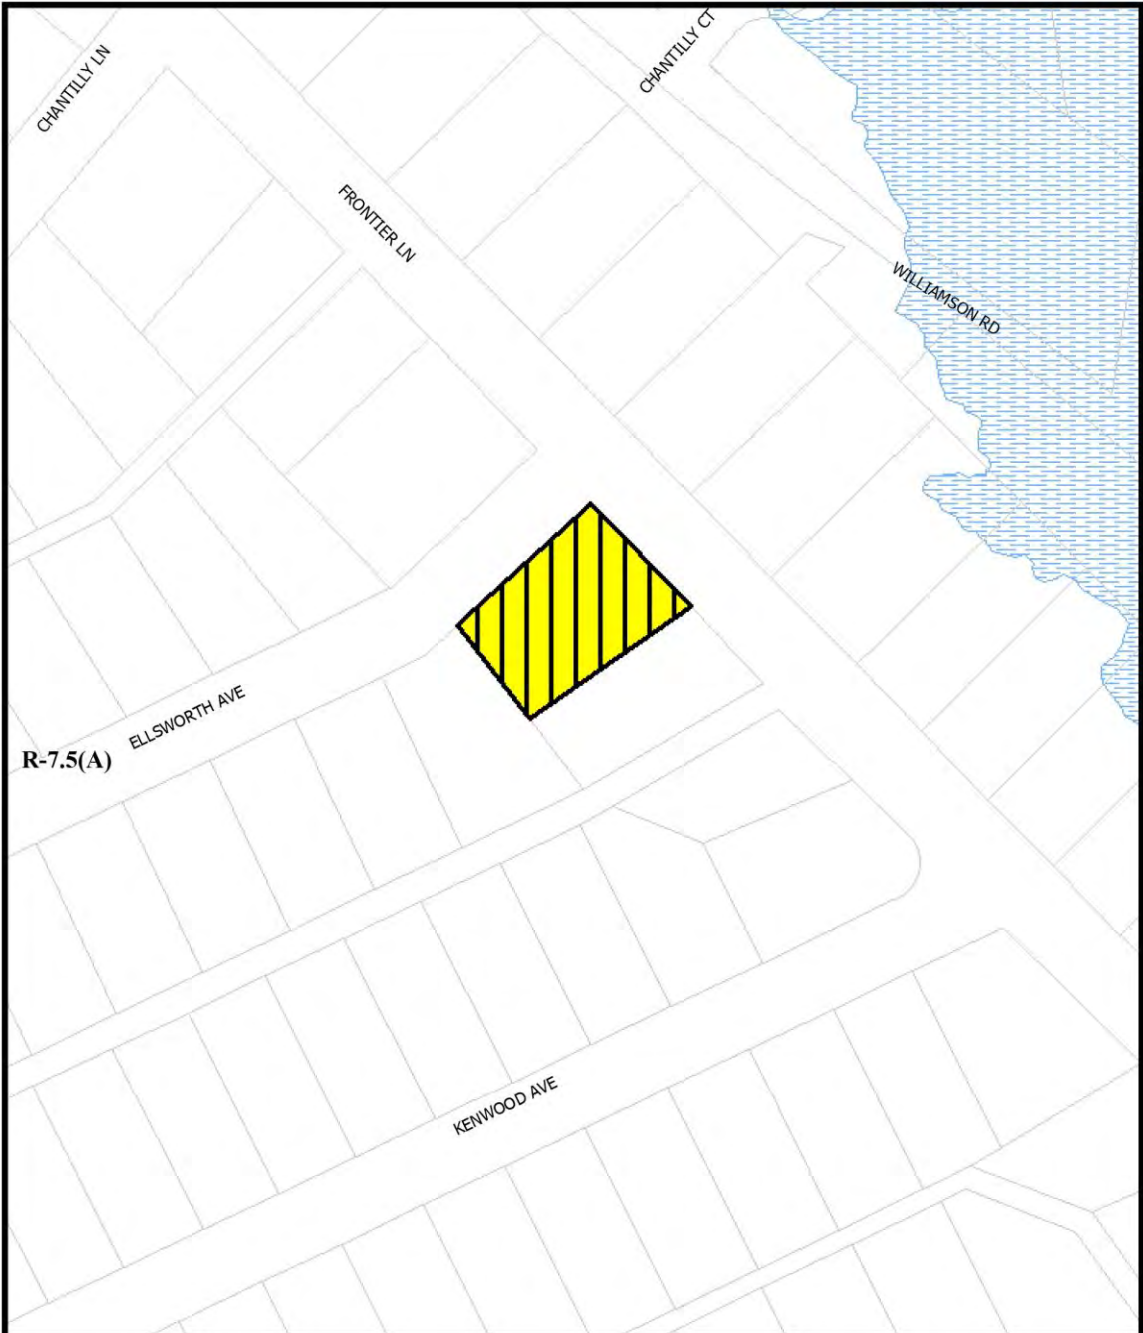 CHANTILLY LN
CHANTILLY CT
FRONTIER LN
WILLIAMSON RD
ELLSWORTH AVE
R-7.5(A)
KENWOOD AVE